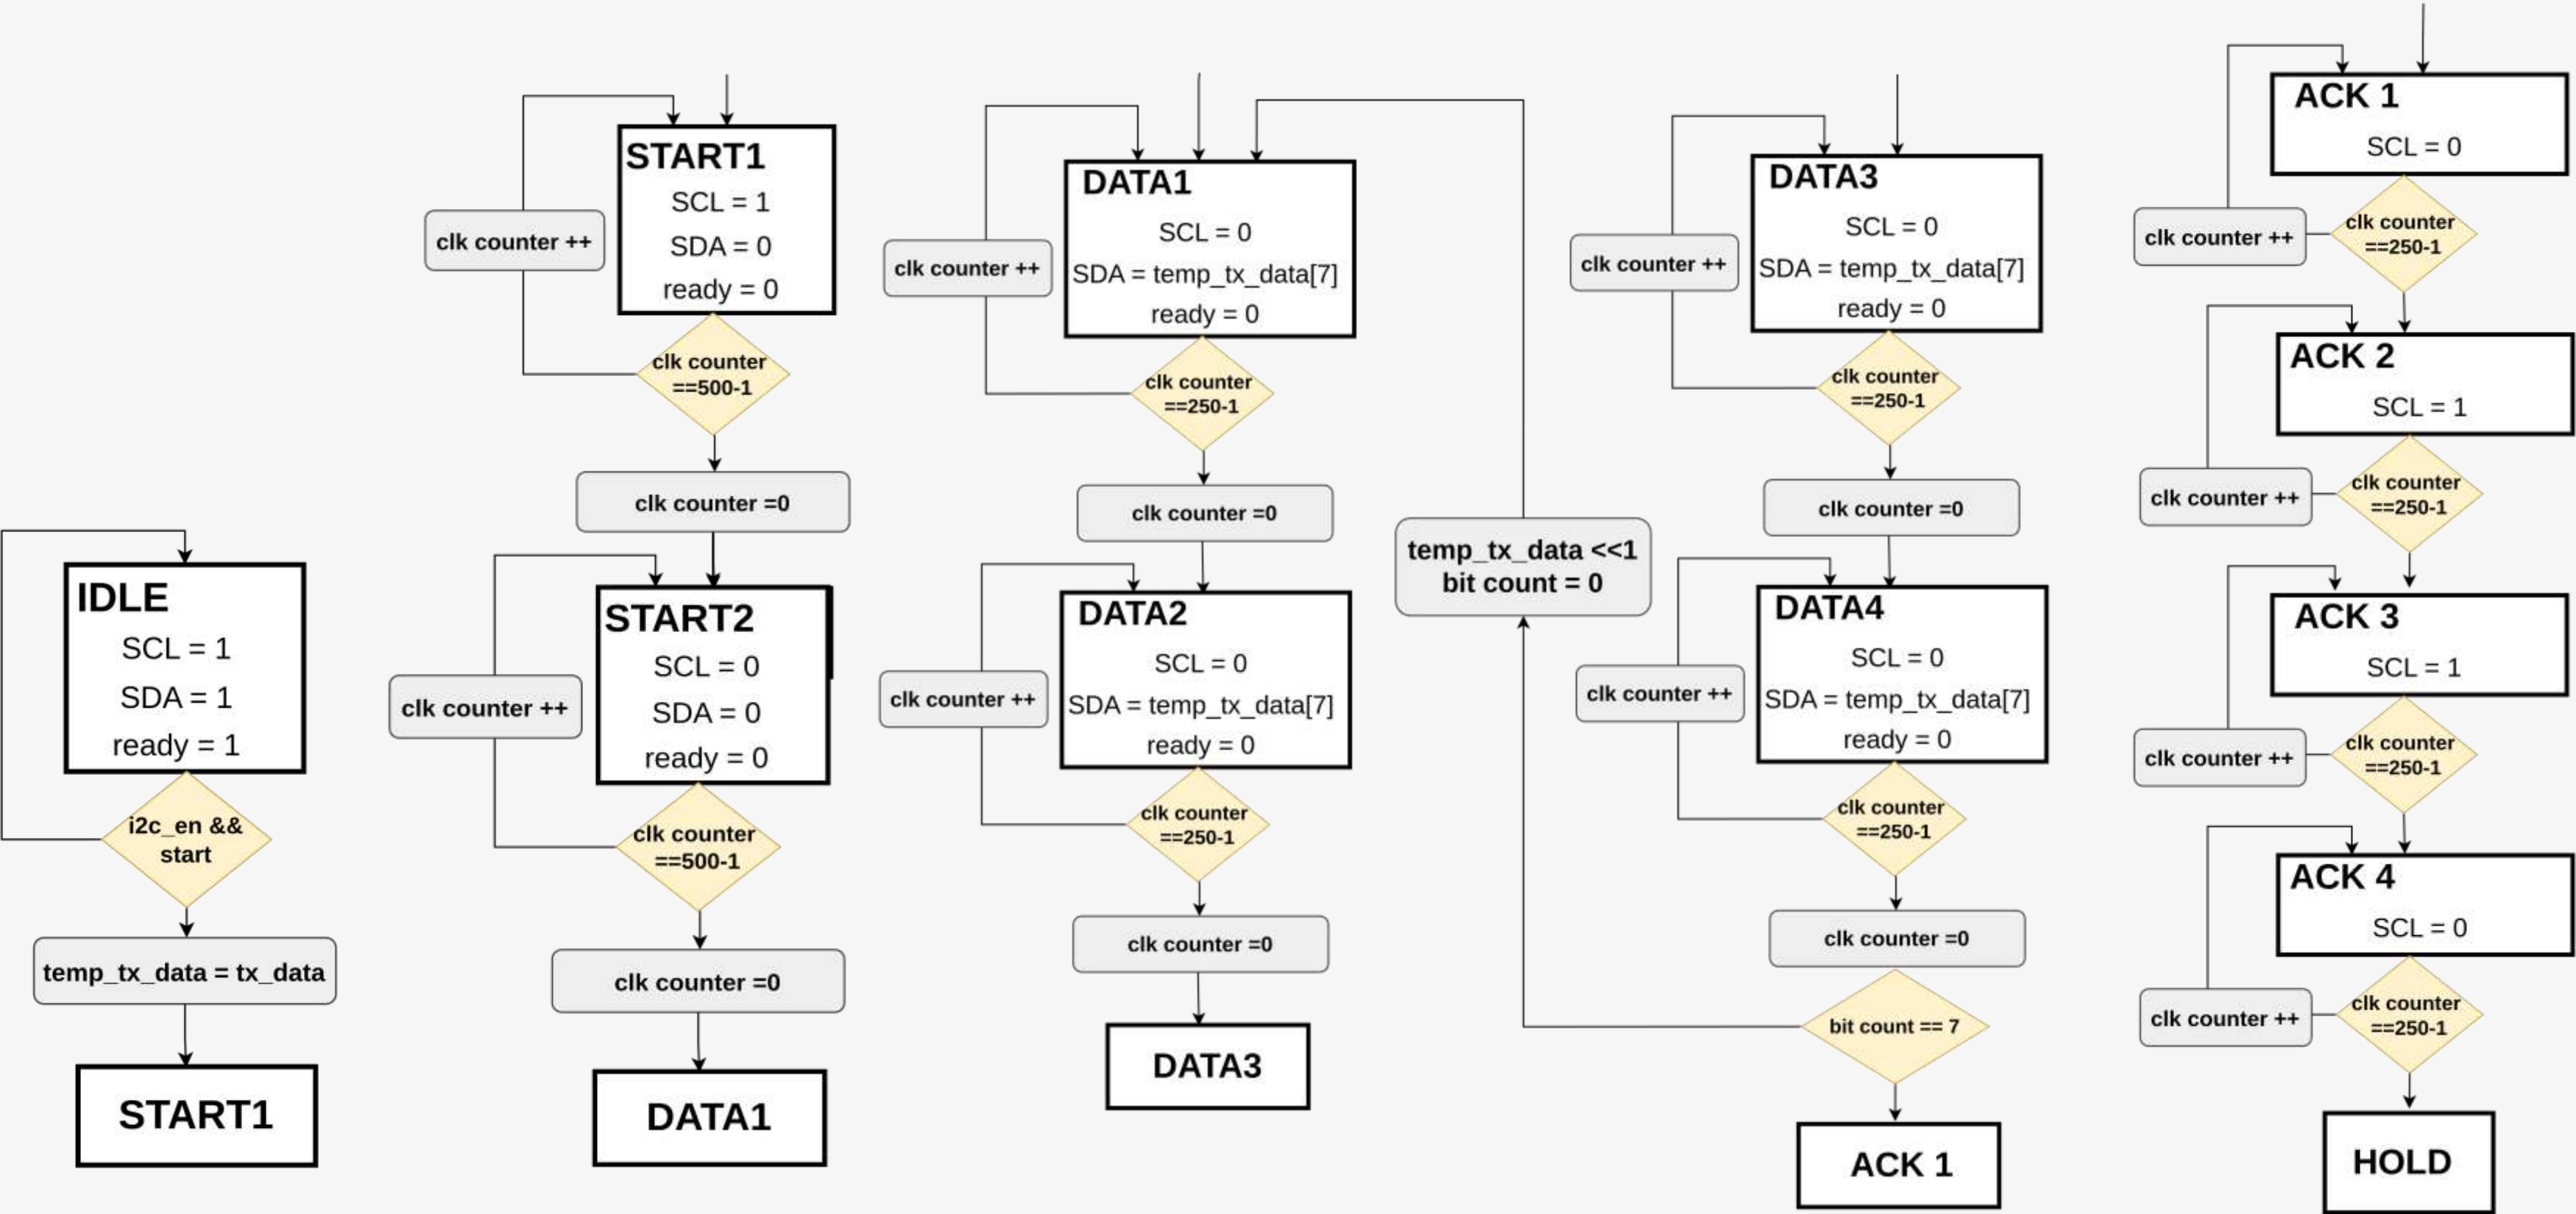 IDLE
SCL = 1
SDA = 1
ready = 1
i2c_en &&
start
temp_tx_data = tx_data
START1
START1
SCL = 1
SDA = 0
ready = 0
clk counter ++
clk counter
==500-1
clk counter =0
START2
SCL = 0
SDA = 0
ready = 0
clk counter ++
clk counter
==500-1
clk counter =0
DATA1
DATA1
SCL = 0
SDA = temp_tx_data[7]
ready = 0
clk counter ++
clk counter
==250-1
clk counter =0
DATA2
SCL = 0
SDA = temp_tx_data[7]
ready = 0
clk counter ++
clk counter
==250-1
clk counter =0
DATA3
temp_tx_data <<1
bit count = 0
DATA3
SCL = 0
SDA = temp_tx_data[7]
ready = 0
clk counter ++
clk counter
==250-1
clk counter =0
DATA4
SCL = 0
SDA = temp_tx_data[7]
ready = 0
clk counter ++
clk counter
==250-1
clk counter =0
bit count == 7
ACK 1
ACK 1
SCL = 0
clk counter ++
clk counter
==250-1
ACK 2
SCL = 1
clk counter ++
clk counter
==250-1
ACK 3
SCL = 1
clk counter ++
clk counter
==250-1
ACK 4
SCL = 0
clk counter ++
clk counter
==250-1
HOLD